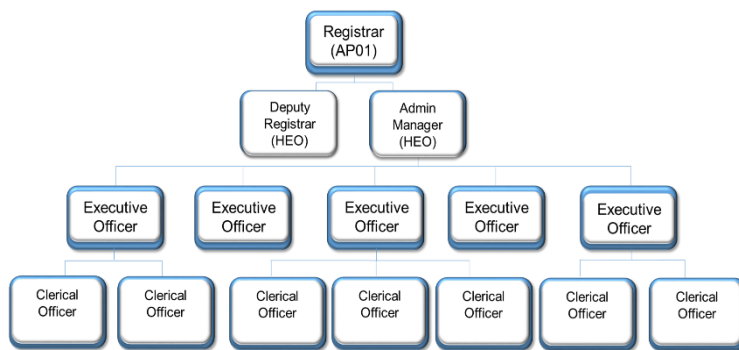 Registrar
(AP01)
Deputy
Registrar
(HEO)
Admin
Manager
(HEO)
Executive
Officer
Executive
Officer
Executive
Officer
Executive
Officer
Executive
Officer
Clerical
Officer
Clerical
Officer
Clerical
Officer
Clerical
Officer
Clerical
Officer
Clerical
Officer
Clerical
Officer